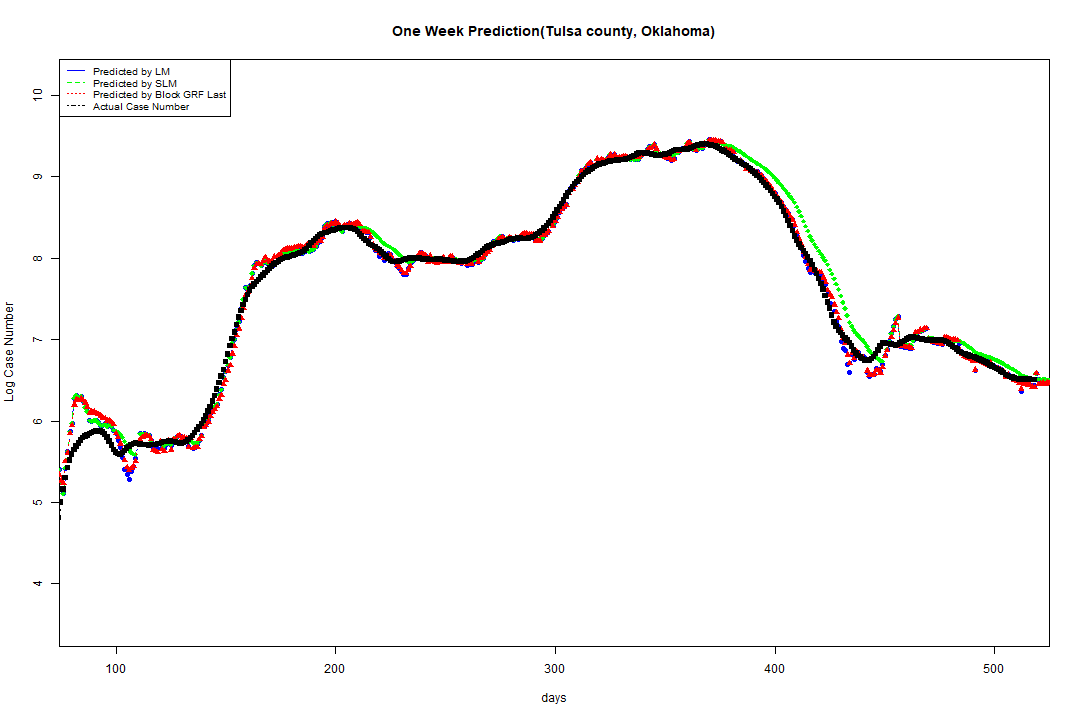 One Week Prediction(Tulsa county, Oklahoma)
Predicted by LM
Predicted by SLM
Predicted by Block GRF Last
Actual Case Number
10
9
8
7
6
5
4
Log Case Number
100 200 300 400 500
days